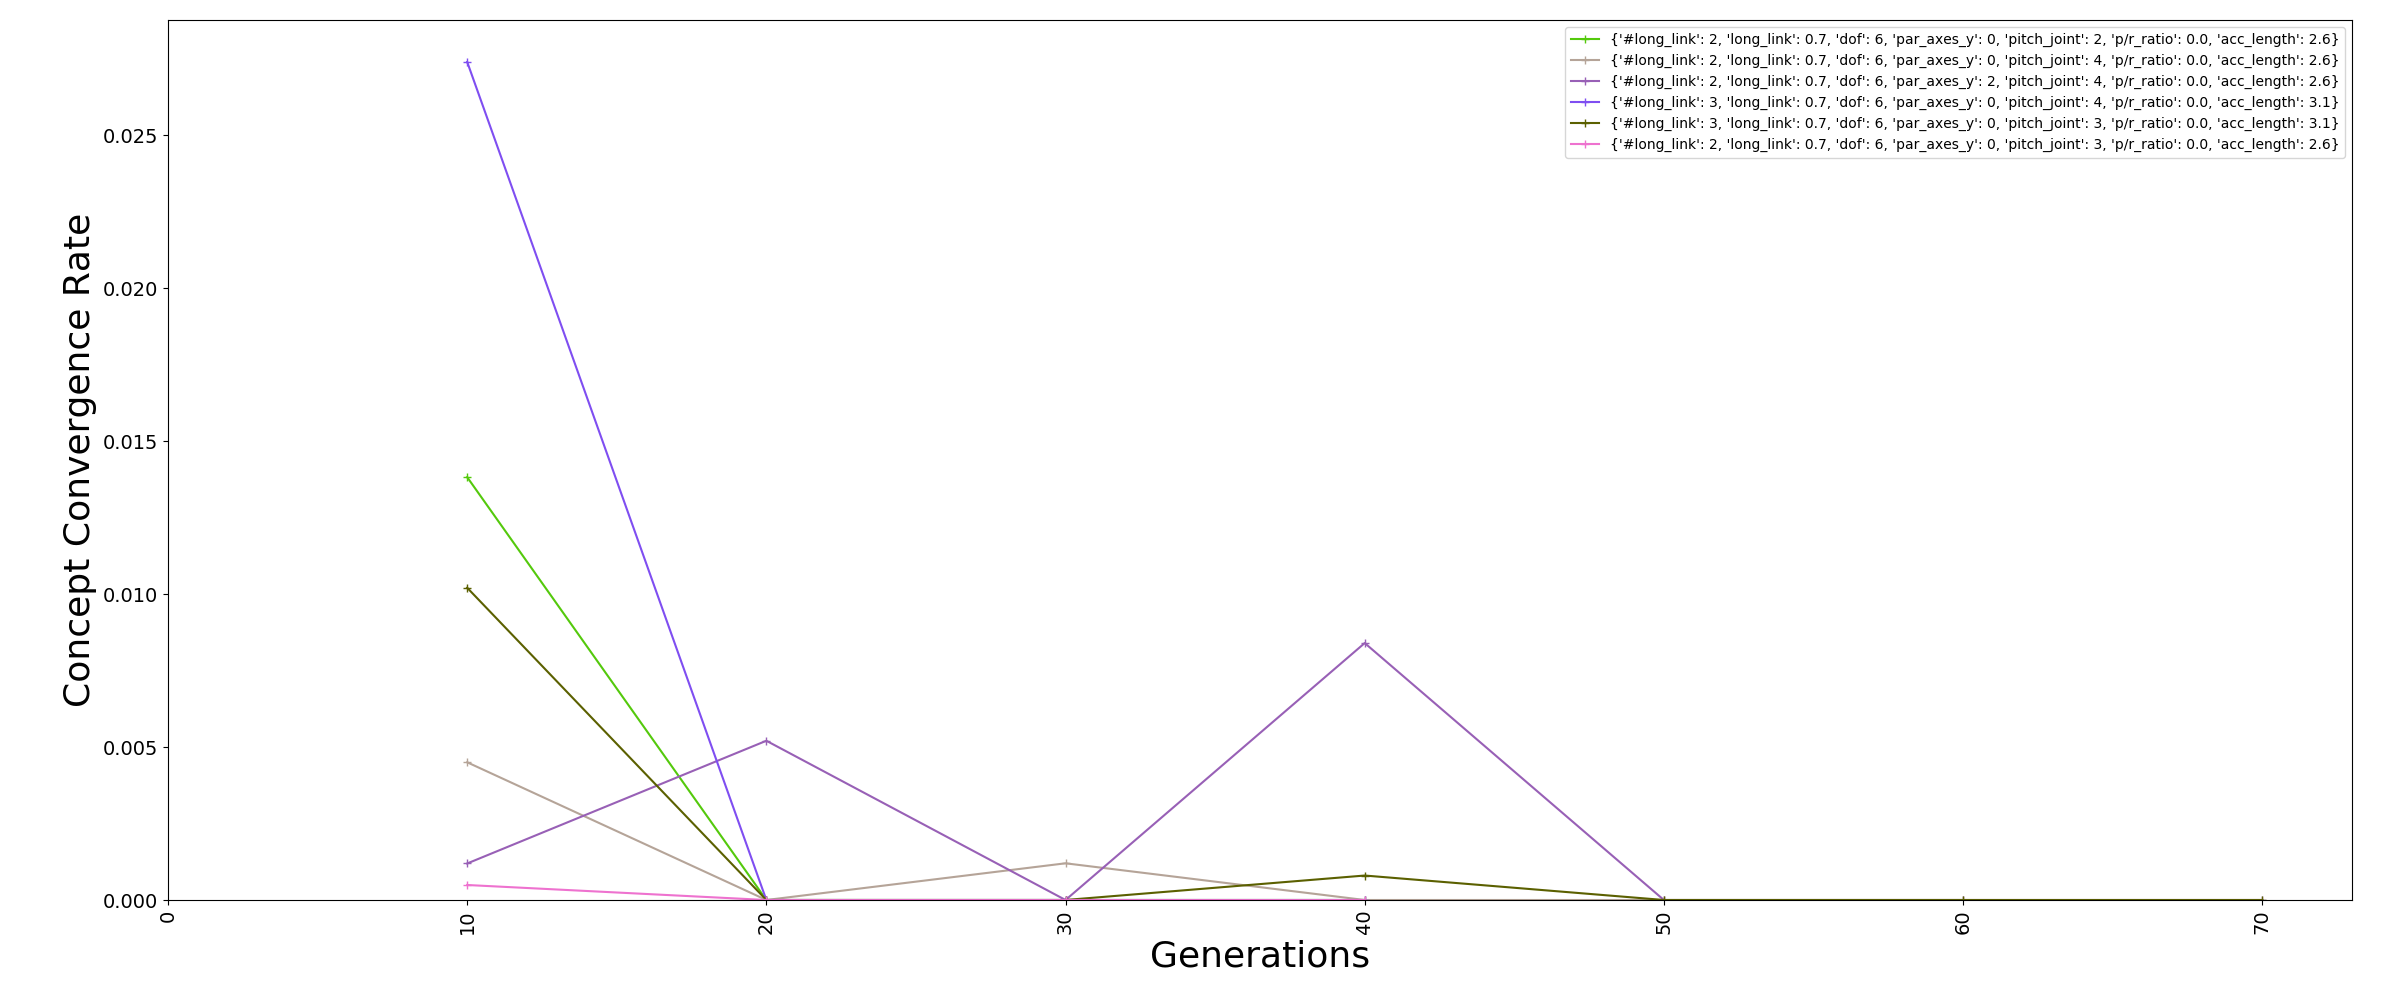 {'#long_link': 2, 'long_link': 0.7, 'dof': 6, 'par_axes_y': 0, 'pitch_joint': 2, 'p/r_ratio': 0.0, 'acc_length': 2.6}
{'#long_link': 2, 'long_link': 0.7, 'dof': 6, 'par_axes_y': 0, 'pitch_joint': 4, 'p/r_ratio': 0.0, 'acc_length': 2.6}
{'#long_link': 2, 'long_link': 0.7, 'dof': 6, 'par_axes_y': 2, 'pitch_joint': 4, 'p/r_ratio': 0.0, 'acc_length': 2.6}
{'#long_link': 3, 'long_link': 0.7, 'dof': 6, 'par_axes_y': 0, 'pitch_joint': 4, 'p/r_ratio': 0.0, 'acc_length': 3.1}
{'#long_link': 3, 'long_link': 0.7, 'dof': 6, 'par_axes_y': 0, 'pitch_joint': 3, 'p/r_ratio': 0.0, 'acc_length': 3.1}
{'#long_link': 2, 'long_link': 0.7, 'dof': 6, 'par_axes_y': 0, 'pitch_joint': 3, 'p/r_ratio': 0.0, 'acc_length': 2.6}
Concept Convergence Rate
0.025
0.020
0.015
0.010
0.005
0.000
0
10
20
30
40
50
60
70
Generations